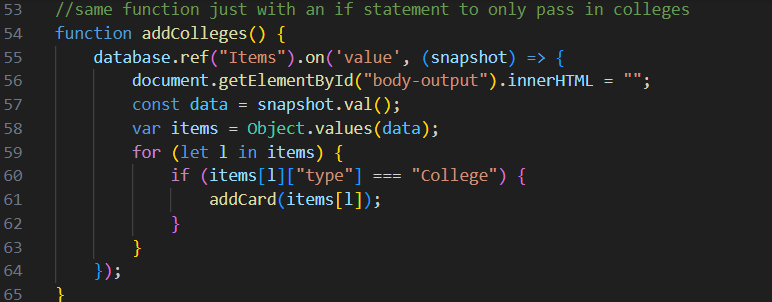 53 //same function just with an if statement to only pass in colleges
54 function addColleges() {
55 database.ref("Items").on('value', (snapshot) => {
56 document.getElementById("body-output").innerHTML = "";
57 const data = snapshot.val();
58 var items = Object.values(data);
59 for (let l in items) {
60 if (items[l]["type"] === "College") {
61 addCard(items[l]);
62 }
63 }
64 });
65 }